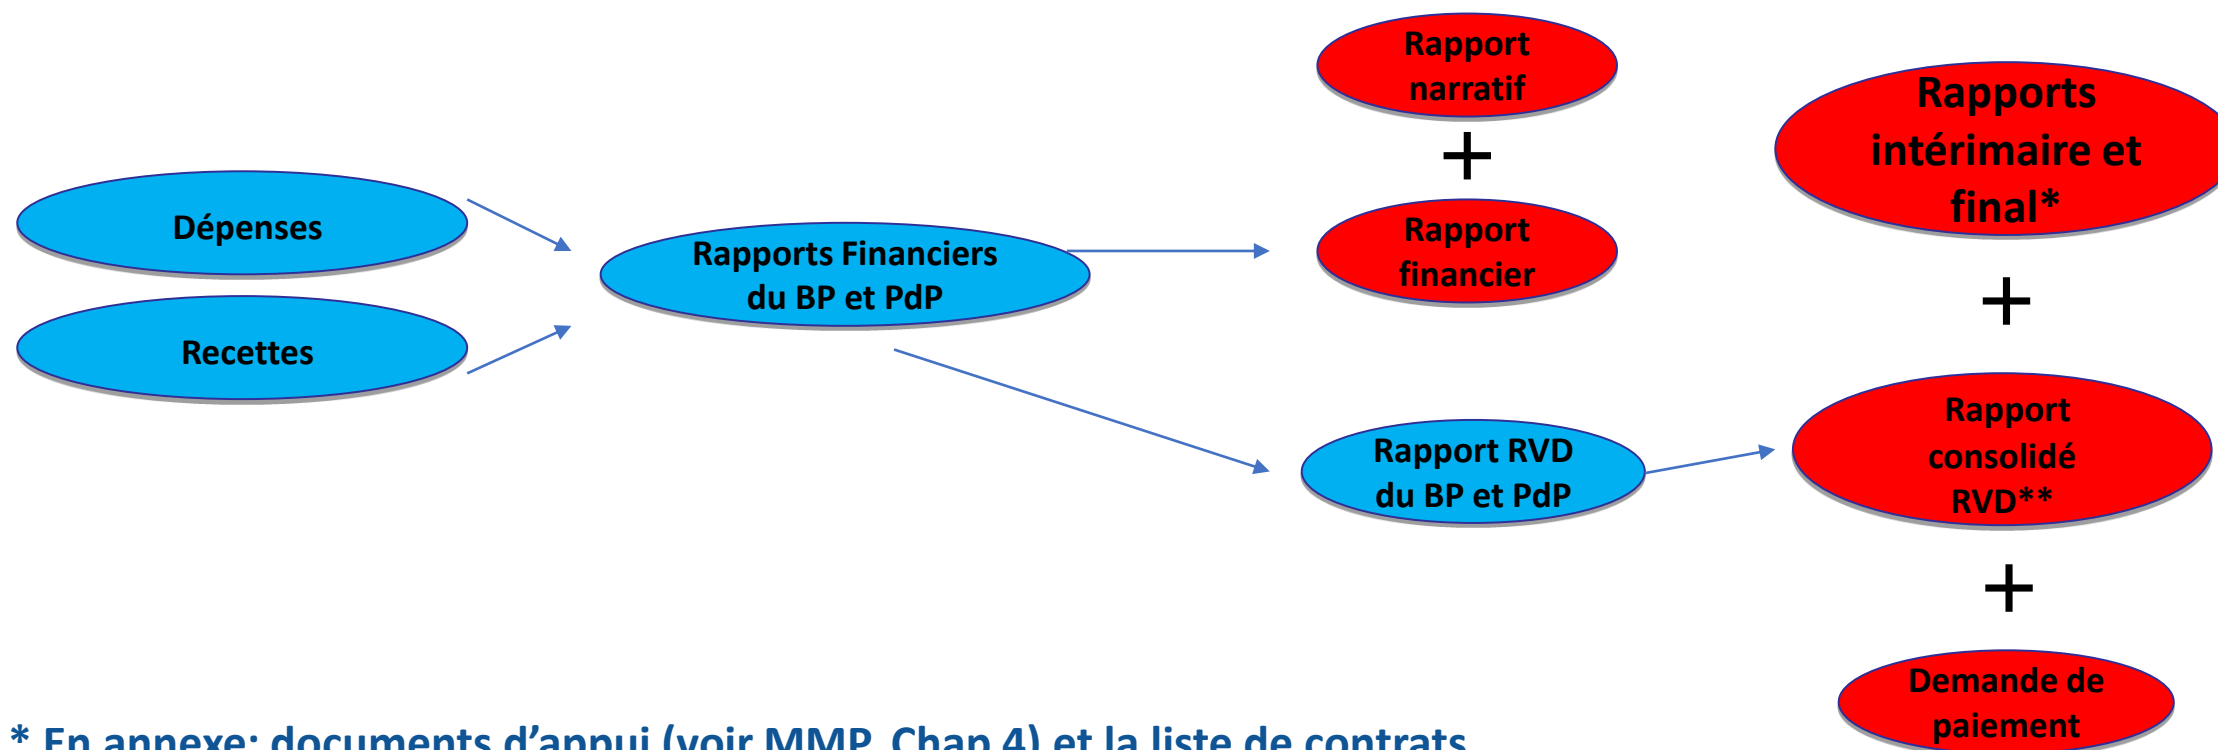 Dépenses
Recettes
Rapports Financiers
du BP et PdP
Rapport
narratif
+
Rapport
financier
Rapport RVD
du BP et PdP
Rapports
intérimaire et
final*
+
Rapport
consolidé
RVD**
+
Demande de
paiement
* En annexe: documents d'appui (voir MMP, Chap 4) et la liste de contrats